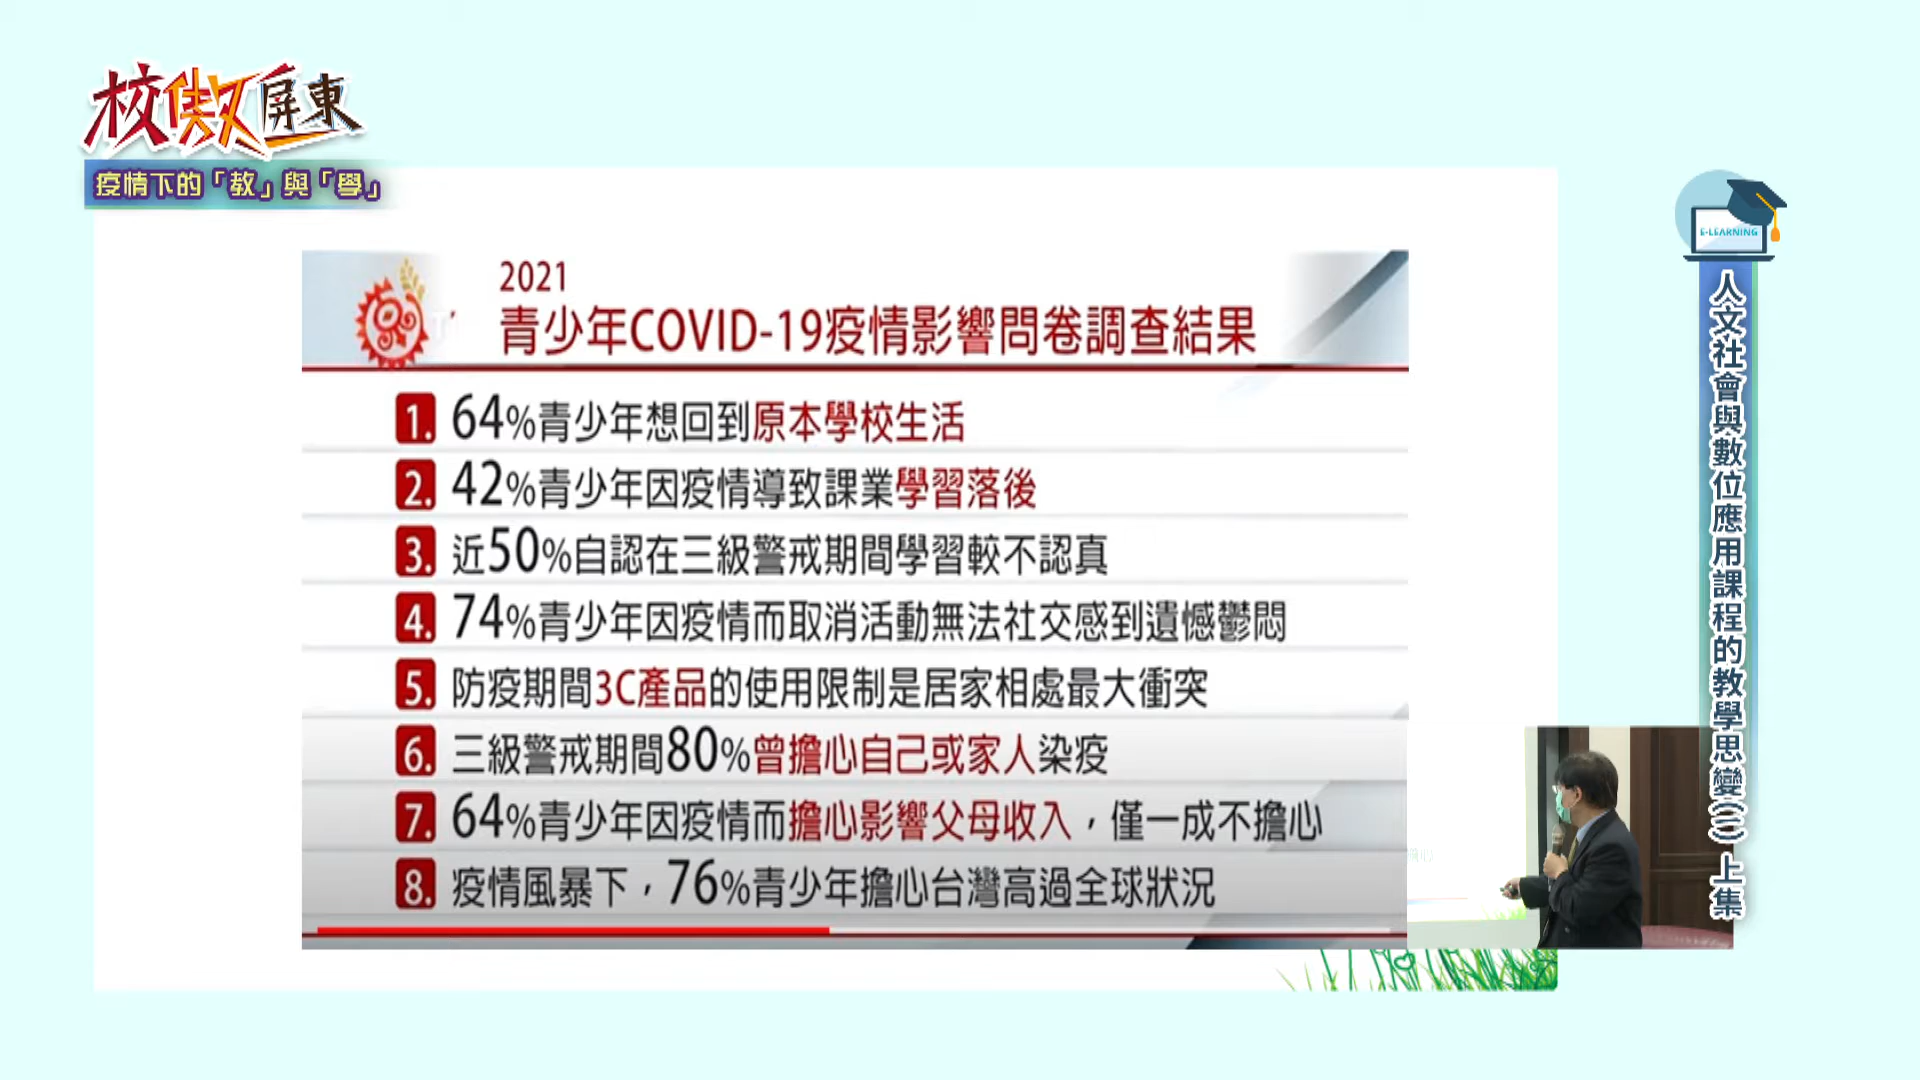 校傲屏東
疫情下的「教」與「學」
E-LEARNING
人文社會與數位應用課程的教學思變(二)上集
2021
青少年COVID-19疫情影響問卷調查結果
1. 64%青少年想回到原本學校生活
2. 42%青少年因疫情導致課業學習落後
3. 近50%自認在三級警戒期間學習較不認真
4. 74%青少年因疫情而取消活動無法社交感到遺憾鬱悶
5. 防疫期間3C產品的使用限制是居家相處最大衝突
6. 三級警戒期間80%曾擔心自己或家人染疫
7. 64%青少年因疫情而擔心影響父母收入，僅一成不擔心
8. 疫情風暴下，76%青少年擔心台灣高過全球狀況